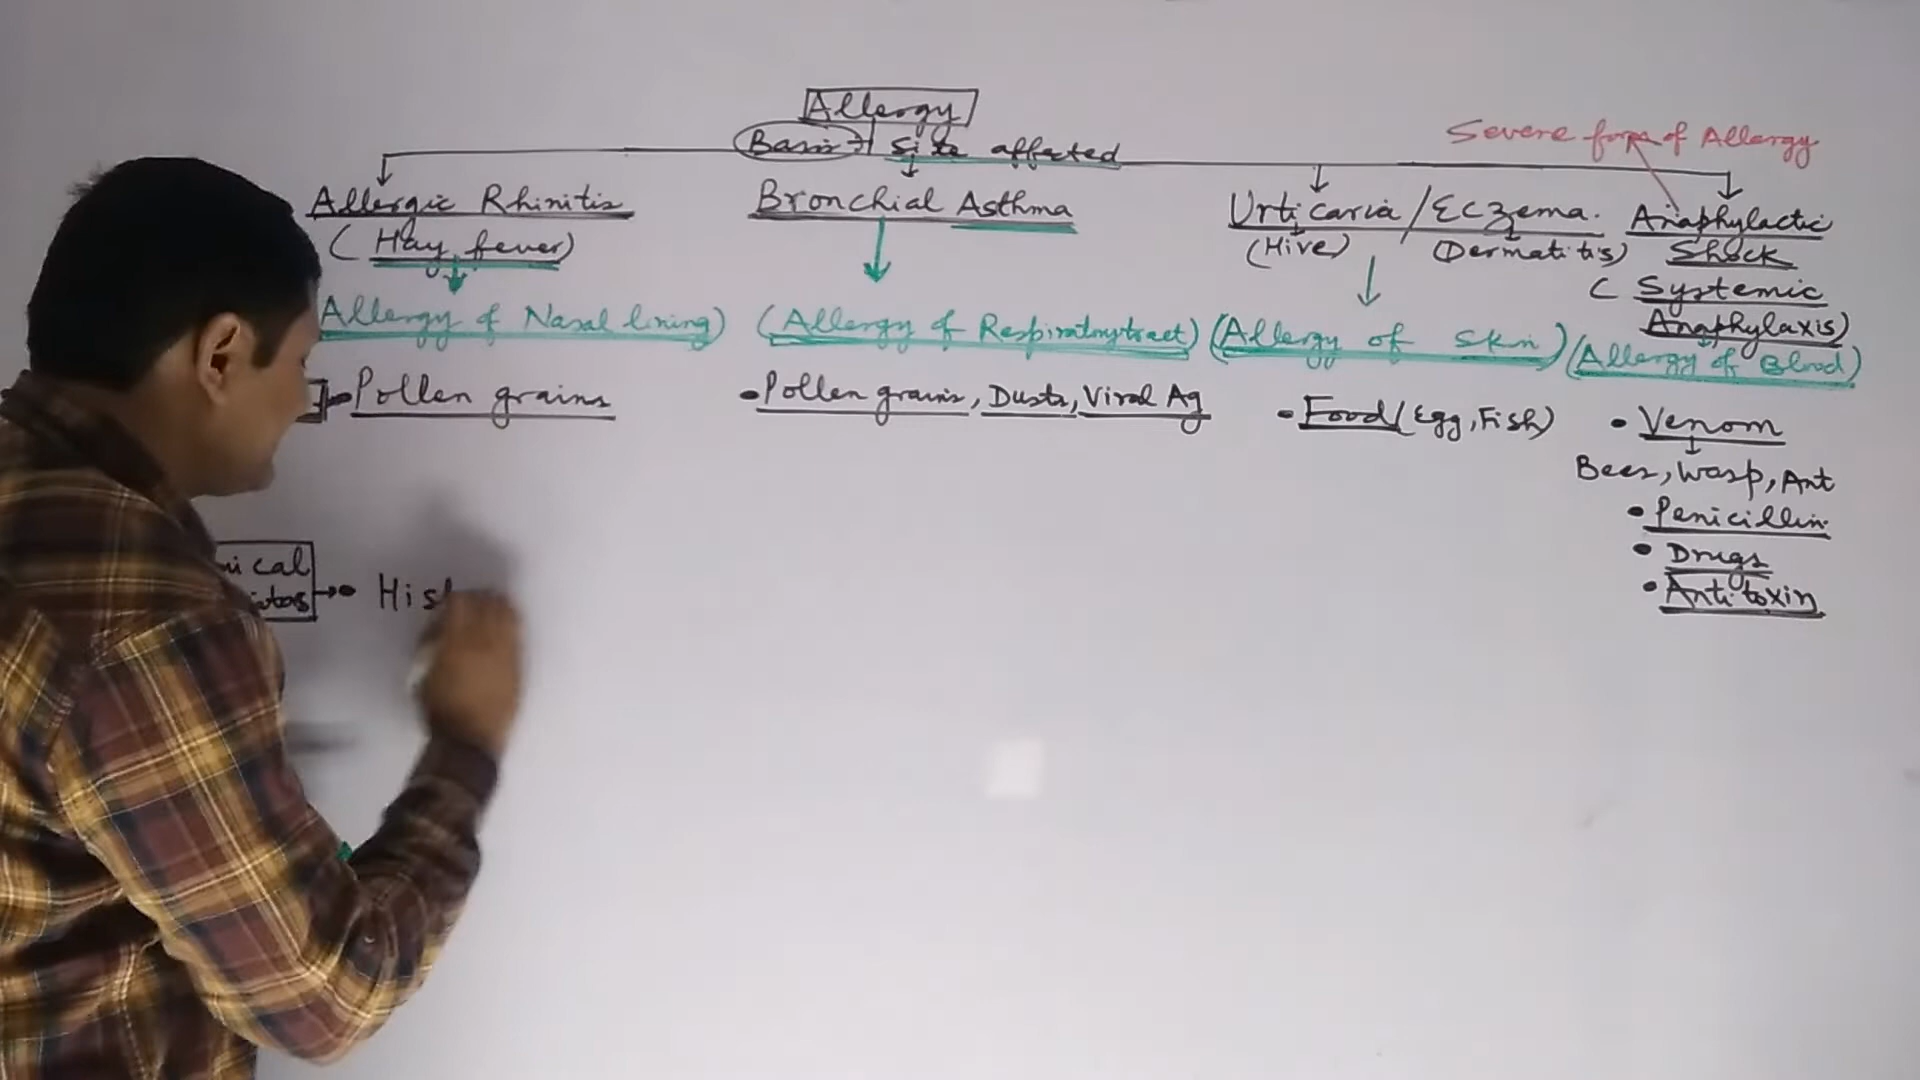 Allergy
Basis → Site affected
Severe form of Allergy
Allergic Rhinitis
(Hay fever)
Allergy of Nasal lining)
Pollen grains
Bronchial Asthma
(Allergy of Respiratory tract)
• Pollen grains, Dusts, Viral Ag
Urticaria / Eczema.
(Hive) (Dermatitis)
(Allergy of Skin)
• Food (Egg, Fish)
Anaphylactic
Shock
(Systemic
Anaphylaxis)
(Allergy of Blood)
• Venom
Bees, Wasp, Ant
• Penicillin
• Drugs
• Antitoxin
ical → • His